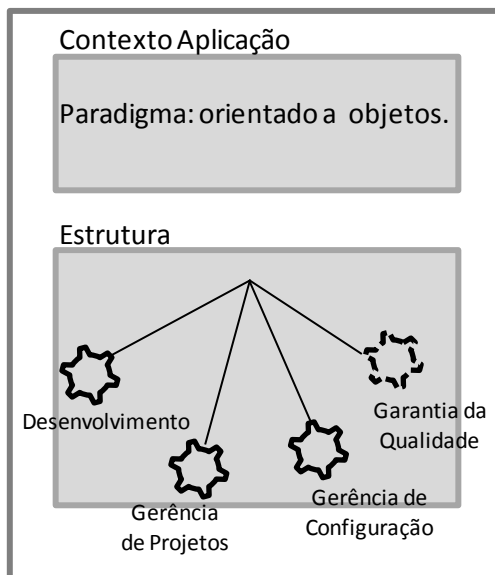 Contexto Aplicação
Paradigma: orientado a objetos.
Estrutura
Desenvolvimento
Gerência
de Projetos
Gerência de
Configuração
Garantia da
Qualidade